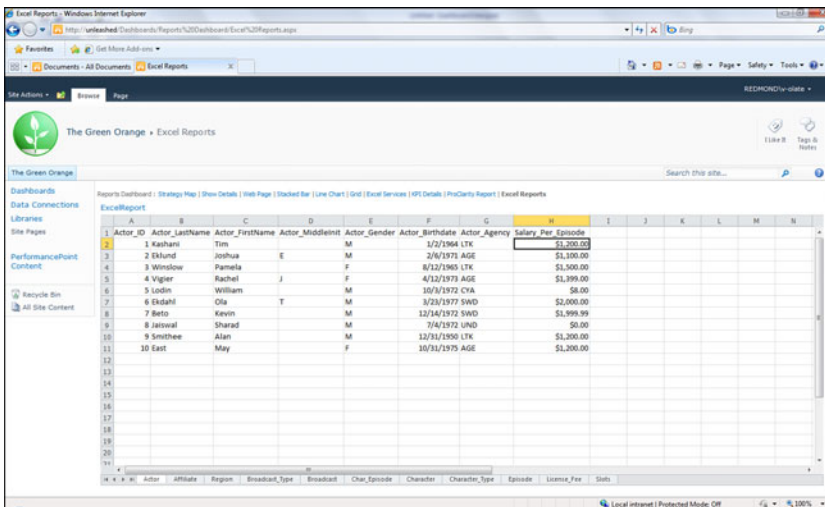 Excel Reports - Windows Internet Explorer
http://unleashed/Dashboards/Reports%20Dashboard/Excel%20Reports.aspx
Bing
Favorites Get More Add-ons
Documents - All Documents Excel Reports X
Page Safety Tools
Site Actions Browse Page
REDMOND\v-olate
The Green Orange Excel Reports
I Like It Tags & Notes
The Green Orange
Search this site...
Dashboards
Data Connections
Libraries
Site Pages
PerformancePoint Content
Recycle Bin
All Site Content
Reports Dashboard : Strategy Map | Show Details | Web Page | Stacked Bar | Line Chart | Grid | Excel Services | KPI Details | ProClarity Report | Excel Reports
ExcelReport
A B C D E F G H I J K L M N
1 Actor_ID Actor_LastName Actor_FirstName Actor_MiddleInit Actor_Gender Actor_Birthdate Actor_Agency Salary_Per_Episode
2 1 Kashani Tim M 1/2/1964 LTK $1,200.00
3 2 Eklund Joshua E M 2/6/1971 AGE $1,100.00
4 3 Winslow Pamela F 8/12/1965 LTK $1,500.00
5 4 Vigier Rachel J F 4/12/1973 AGE $1,399.00
6 5 Lodin William M 10/3/1972 CYA $8.00
7 6 Ekdahl Ola T M 3/23/1977 SWD $2,000.00
8 7 Beto Kevin M 12/14/1972 SWD $1,999.99
9 8 Jaiswal Sharad M 7/4/1972 UND $0.00
10 9 Smithee Alan M 12/31/1950 LTK $1,200.00
11 10 East May F 10/31/1975 AGE $1,200.00
12
13
14
15
16
17
18
19
20
21
Actor Affiliate Region Broadcast_Type Broadcast Char_Episode Character Character_Type Episode License_Fee Slots
Local intranet | Protected Mode: Off 100%